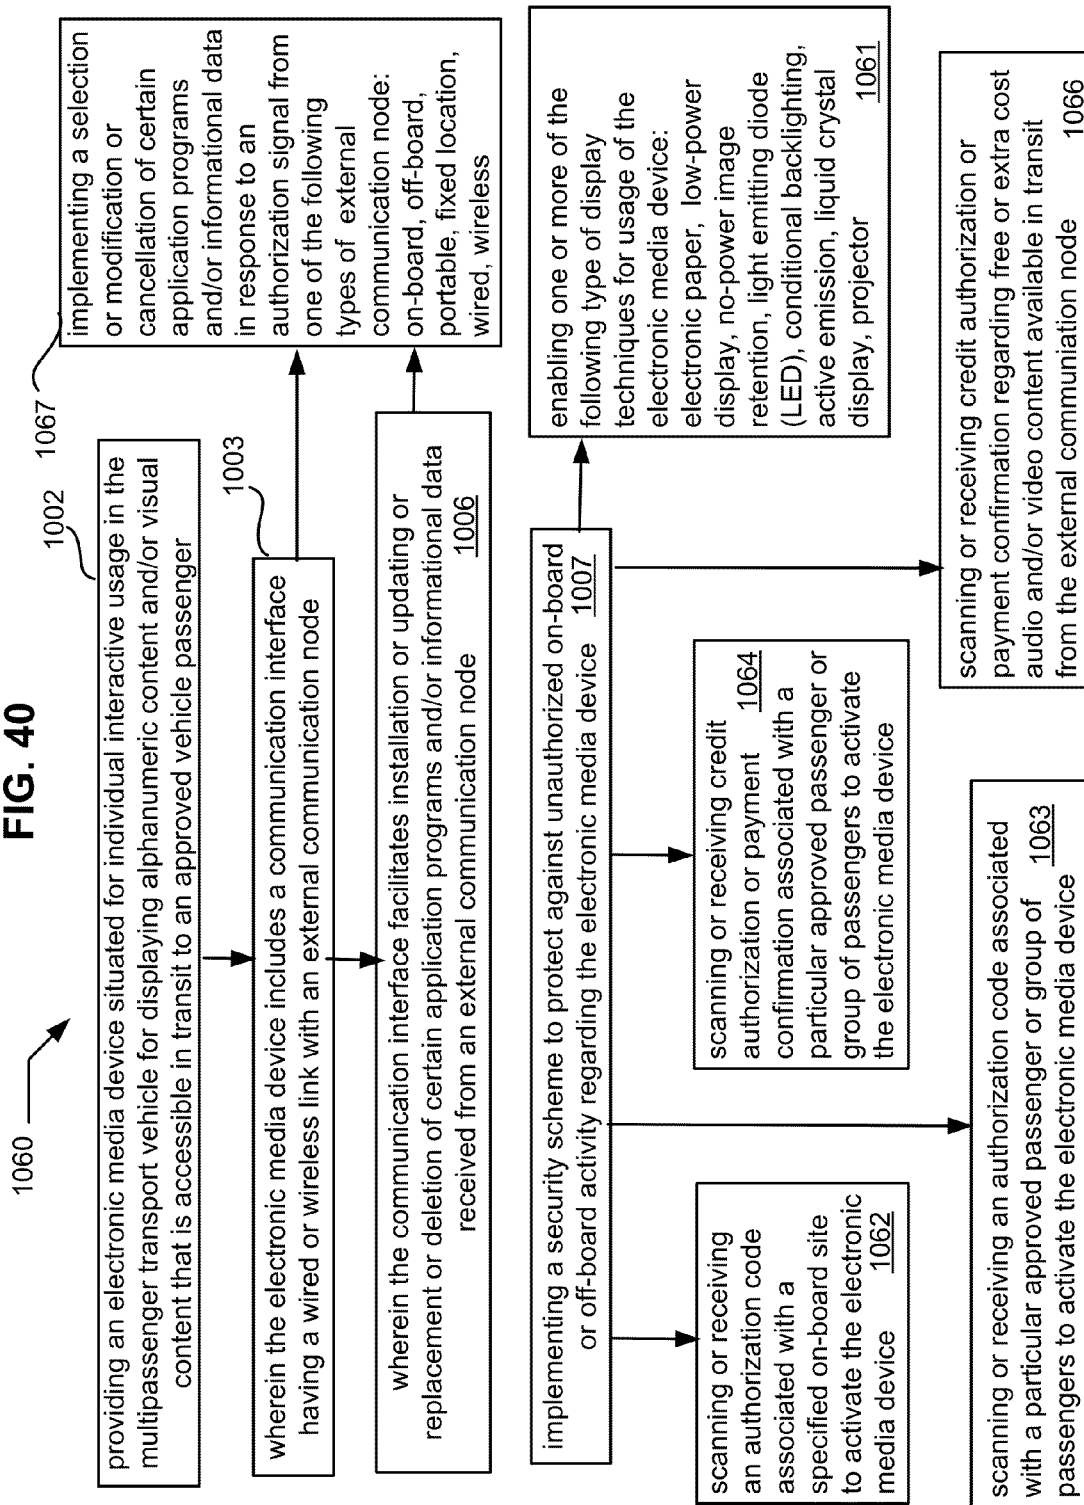 FIG. 40
1060
1002
providing an electronic media device situated for individual interactive usage in the
multipassenger transport vehicle for displaying alphanumeric content and/or visual
content that is accessible in transit to an approved vehicle passenger
1003
wherein the electronic media device includes a communication interface
having a wired or wireless link with an external communication node
wherein the communication interface facilitates installation or updating or
replacement or deletion of certain application programs and/or informational data
received from an external communication node 1006
1067
implementing a selection
or modification or
cancellation of certain
application programs
and/or informational data
in response to an
authorization signal from
one of the following
types of external
communication node:
on-board, off-board,
portable, fixed location,
wired, wireless
implementing a security scheme to protect against unauthorized on-board
or off-board activity regarding the electronic media device 1007
enabling one or more of the
following type of display
techniques for usage of the
electronic media device:
electronic paper, low-power
display, no-power image
retention, light emitting diode
(LED), conditional backlighting,
active emission, liquid crystal
display, projector 1061
scanning or receiving
an authorization code
associated with a
specified on-board site
to activate the electronic
media device 1062
scanning or receiving credit
authorization or payment
confirmation associated with a 1064
particular approved passenger or
group of passengers to activate
the electronic media device
scanning or receiving an authorization code associated
with a particular approved passenger or group of
passengers to activate the electronic media device 1063
scanning or receiving credit authorization or
payment confirmation regarding free or extra cost
audio and/or video content available in transit
from the external communiation node 1066